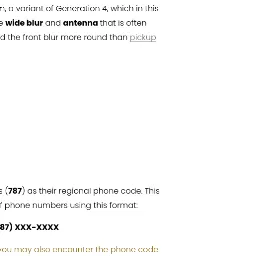 n, a variant of Generation 4, which in this
e wide blur and antenna that is often
d the front blur more round than pickup
s (787) as their regional phone code. This
f phone numbers using this format:
87) XXX-XXXX
you may also encounter the phone code